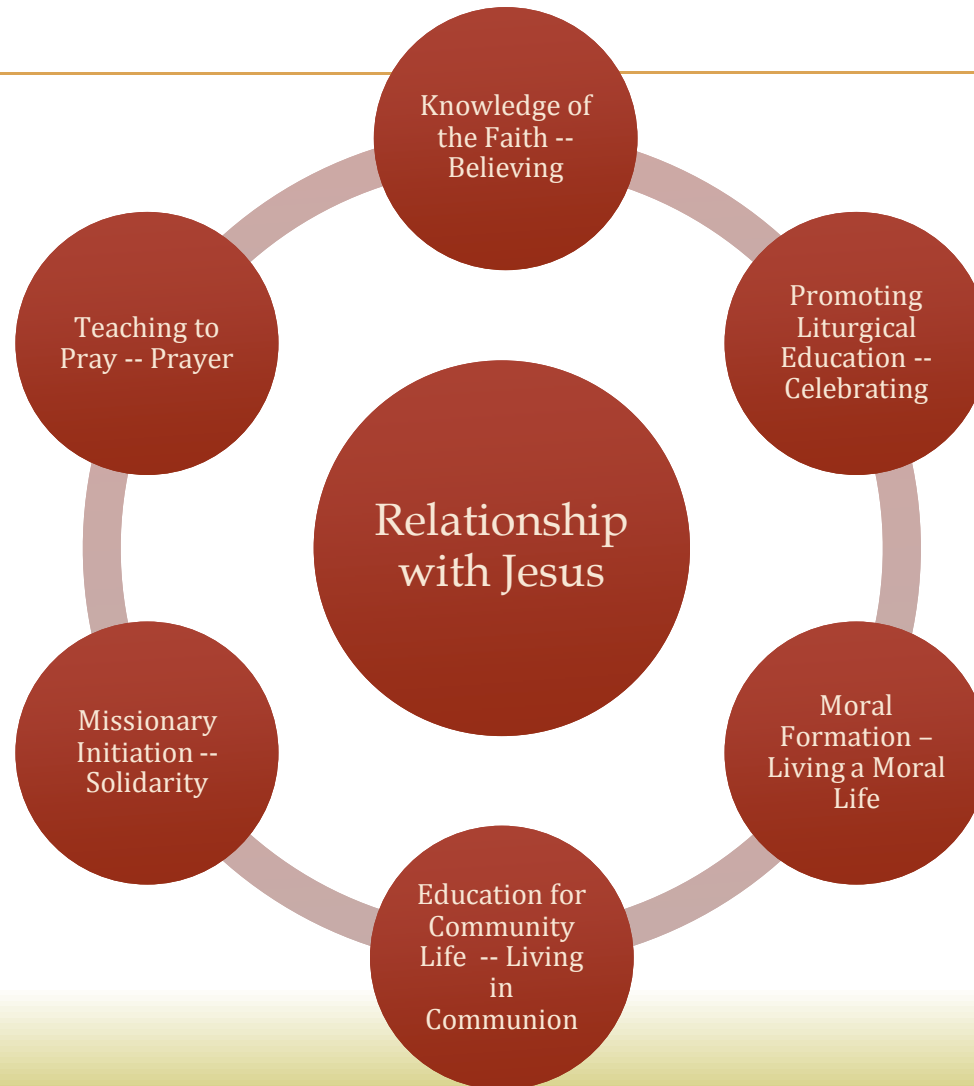 Knowledge of
the Faith --
Believing
Promoting
Liturgical
Education --
Celebrating
Moral
Formation –
Living a Moral
Life
Education for
Community
Life -- Living
in
Communion
Missionary
Initiation --
Solidarity
Teaching to
Pray -- Prayer
Relationship
with Jesus